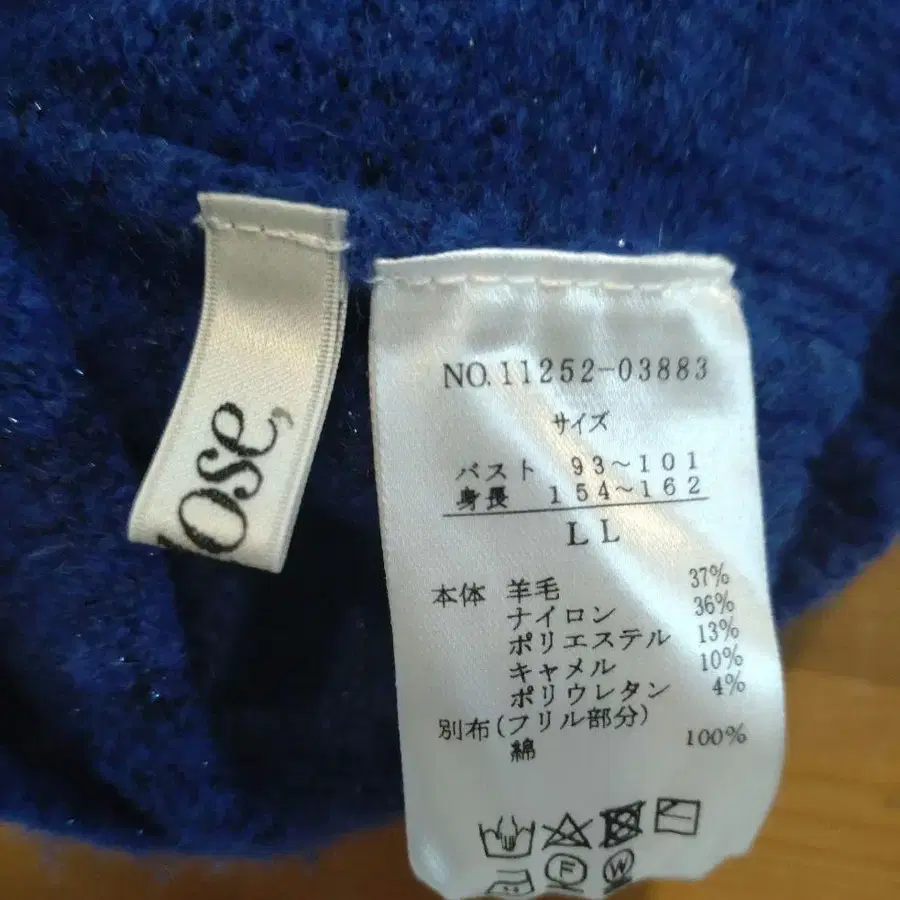 ose,
NO.11252-03883
サイズ
バスト 93~101
身長 154~162
LL
本体 羊毛 37%
ナイロン 36%
ポリエステル 13%
キャメル 10%
ポリウレタン 4%
別布(フリル部分)
綿 100%
F W